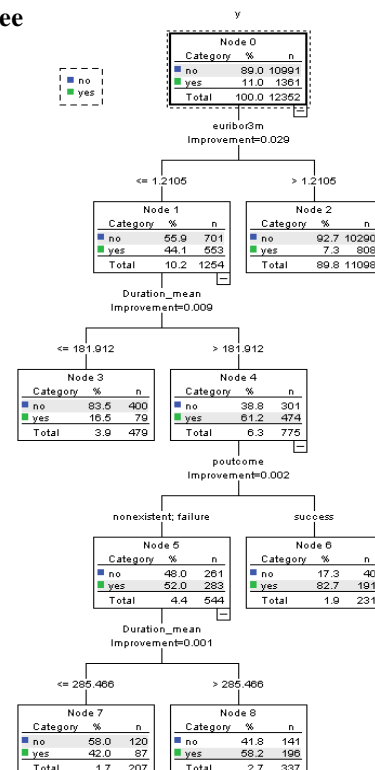 ee
y
no
yes
Node 0
Category % n
no 89.0 10991
yes 11.0 1361
Total 100.0 12352
euribor3m
Improvement=0.029
<= 1.2105
> 1.2105
Node 1
Category % n
no 55.9 701
yes 44.1 553
Total 10.2 1254
Node 2
Category % n
no 92.7 10290
yes 7.3 808
Total 89.8 11098
Duration_mean
Improvement=0.009
<= 181.912
> 181.912
Node 3
Category % n
no 83.5 400
yes 16.5 79
Total 3.9 479
Node 4
Category % n
no 38.8 301
yes 61.2 474
Total 6.3 775
poutcome
Improvement=0.002
nonexistent; failure
success
Node 5
Category % n
no 48.0 261
yes 52.0 283
Total 4.4 544
Node 6
Category % n
no 17.3 40
yes 82.7 191
Total 1.9 231
Duration_mean
Improvement=0.001
<= 285.466
> 285.466
Node 7
Category % n
no 58.0 120
yes 42.0 87
Total 1.7 207
Node 8
Category % n
no 41.8 141
yes 58.2 196
Total 2.7 337